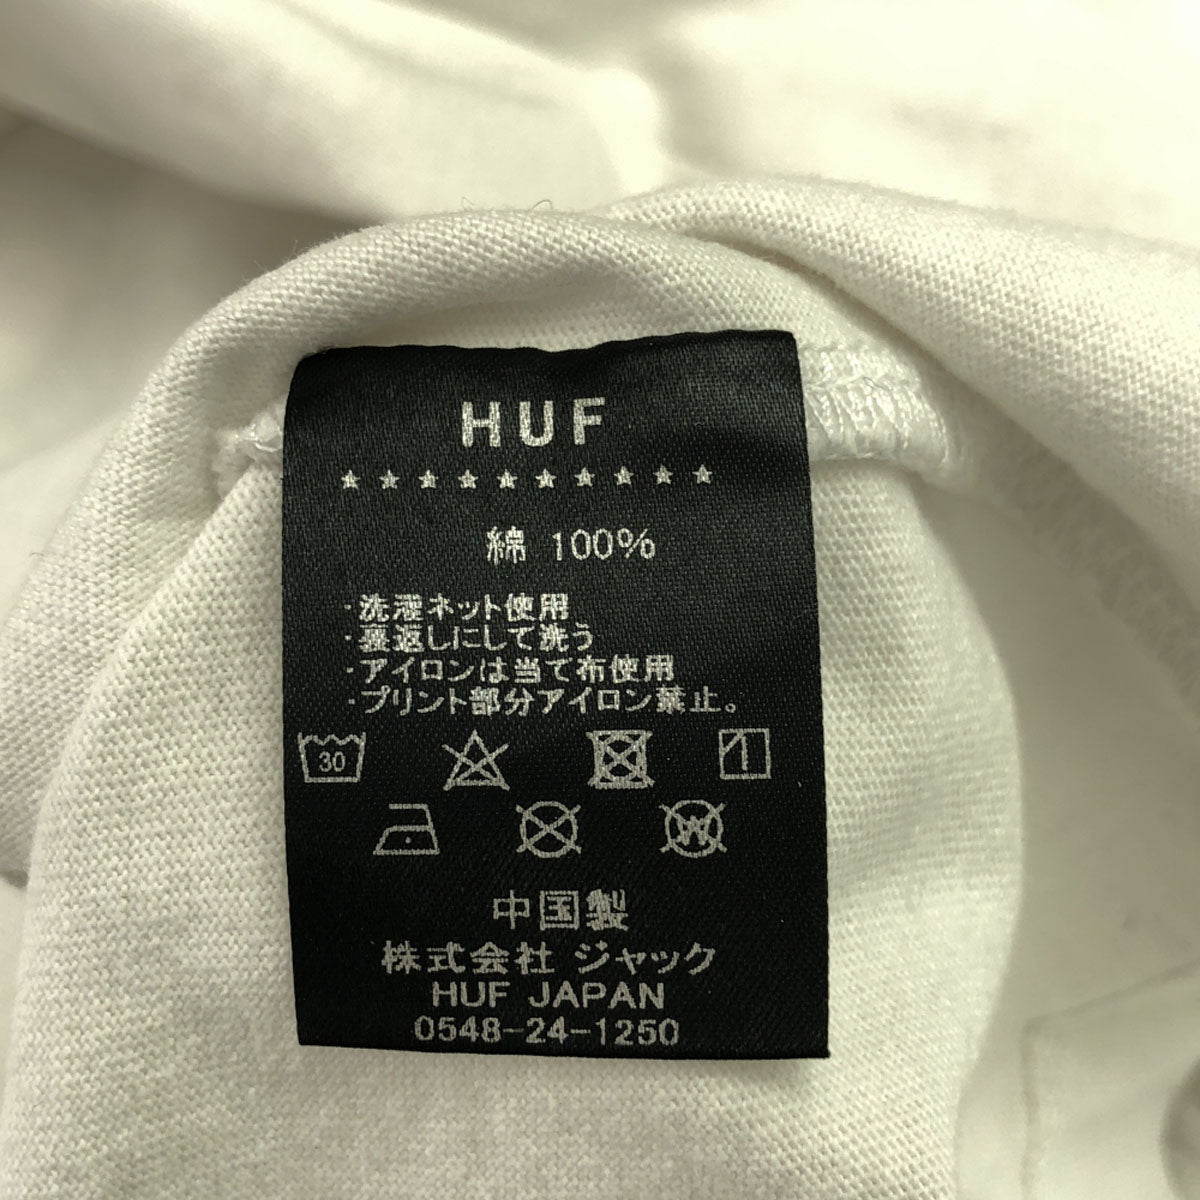 HUF
★★★★★★★★★★
綿 100%
・洗濯ネット使用
・裏返しにして洗う
・アイロンは当て布使用
・プリント部分アイロン禁止。
30
W
中国製
株式会社 ジャック
HUF JAPAN
0548-24-1250